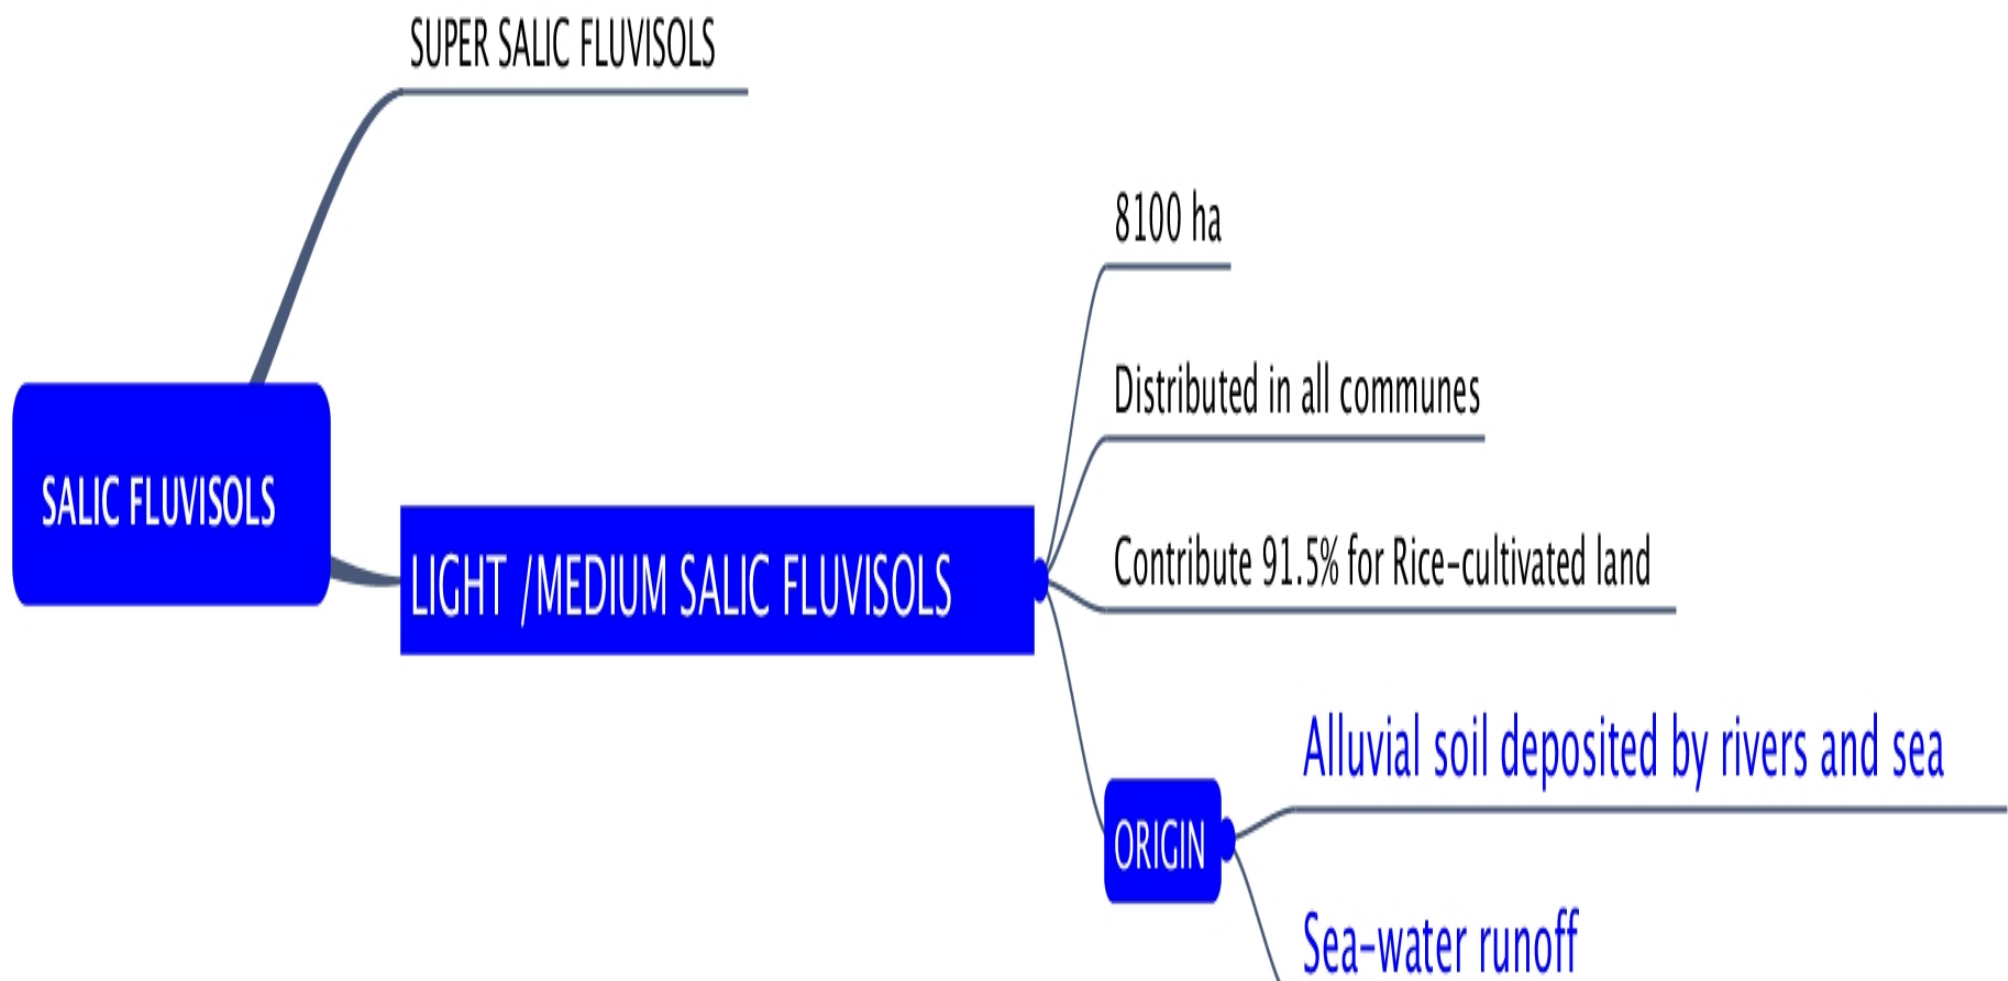 SUPER SALIC FLUVISOLS
8100 ha
Distributed in all communes
SALIC FLUVISOLS
LIGHT /MEDIUM SALIC FLUVISOLS
Contribute 91.5% for Rice-cultivated land
Alluvial soil deposited by rivers and sea
ORIGIN
Sea-water runoff